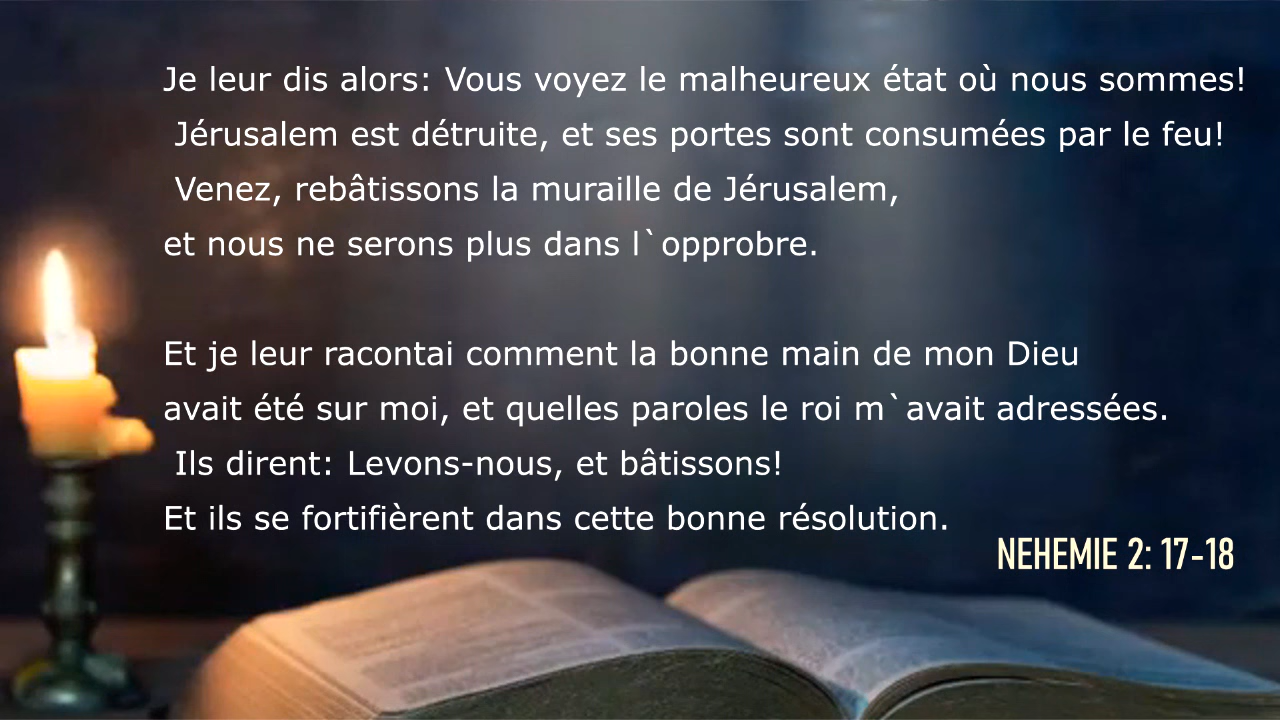 Je leur dis alors: Vous voyez le malheureux état où nous sommes!
Jérusalem est détruite, et ses portes sont consumées par le feu!
Venez, rebâtissons la muraille de Jérusalem,
et nous ne serons plus dans l`opprobre.
Et je leur racontai comment la bonne main de mon Dieu
avait été sur moi, et quelles paroles le roi m`avait adressées.
Ils dirent: Levons-nous, et bâtissons!
Et ils se fortifièrent dans cette bonne résolution.
NEHEMIE 2: 17-18